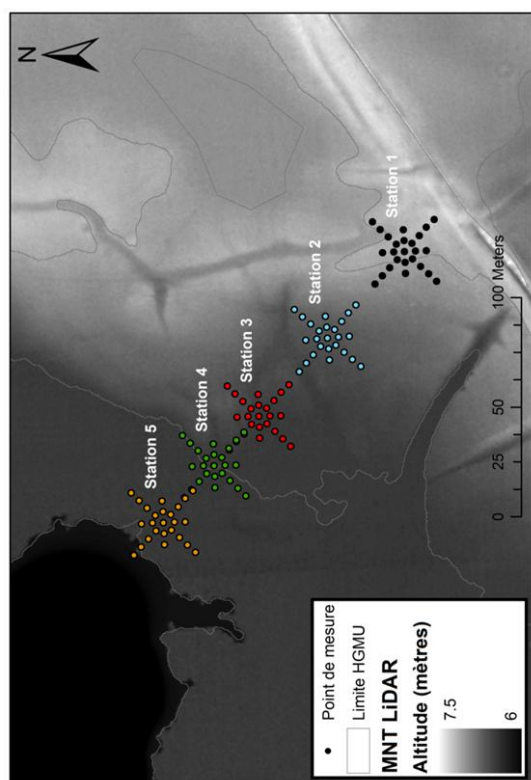 N
Station 1
Station 2
Station 3
Station 4
Station 5
0 25 50 100 Meters
Point de mesure
Limite HGMU
MNT LiDAR
Altitude (mètres)
7.5
6